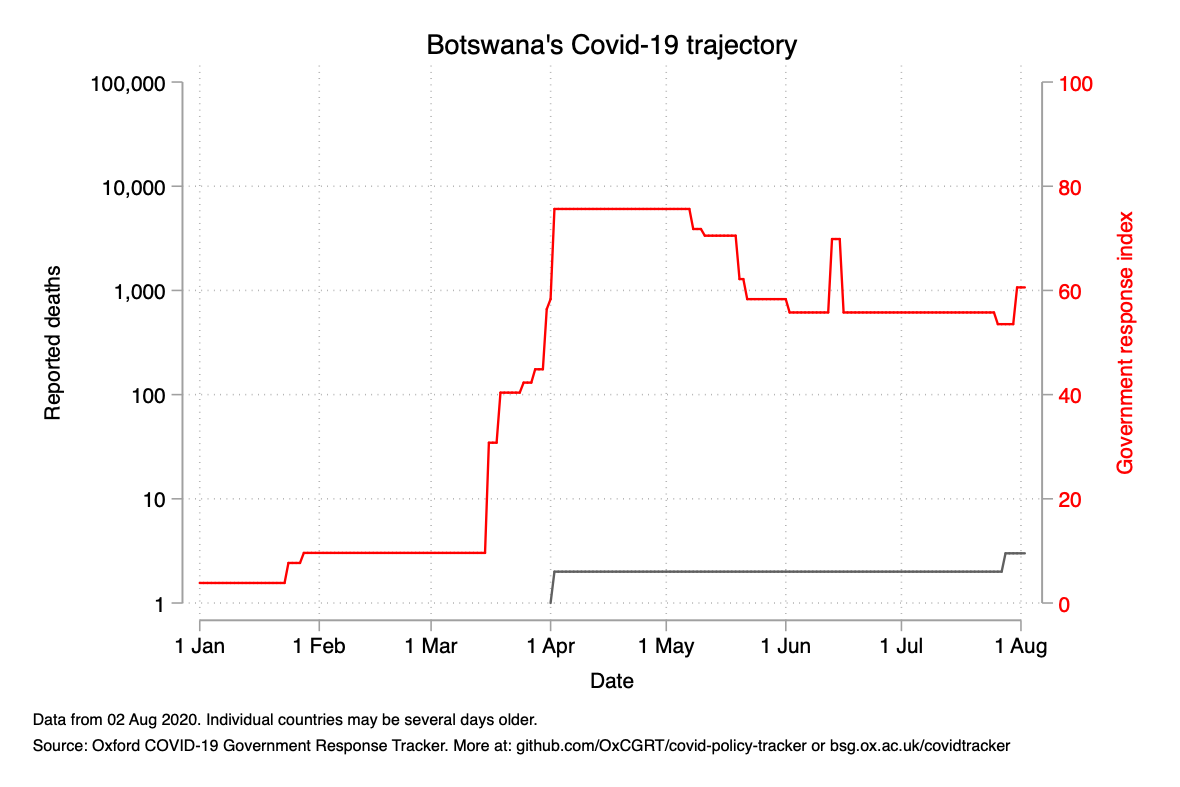 Botswana's Covid-19 trajectory
100,000
10,000
1,000
100
10
1
Reported deaths
100
80
60
40
20
0
Government response index
1 Jan 1 Feb 1 Mar 1 Apr 1 May 1 Jun 1 Jul 1 Aug
Date
Data from 02 Aug 2020. Individual countries may be several days older.
Source: Oxford COVID-19 Government Response Tracker. More at: github.com/OxCGRT/covid-policy-tracker or bsg.ox.ac.uk/covidtracker